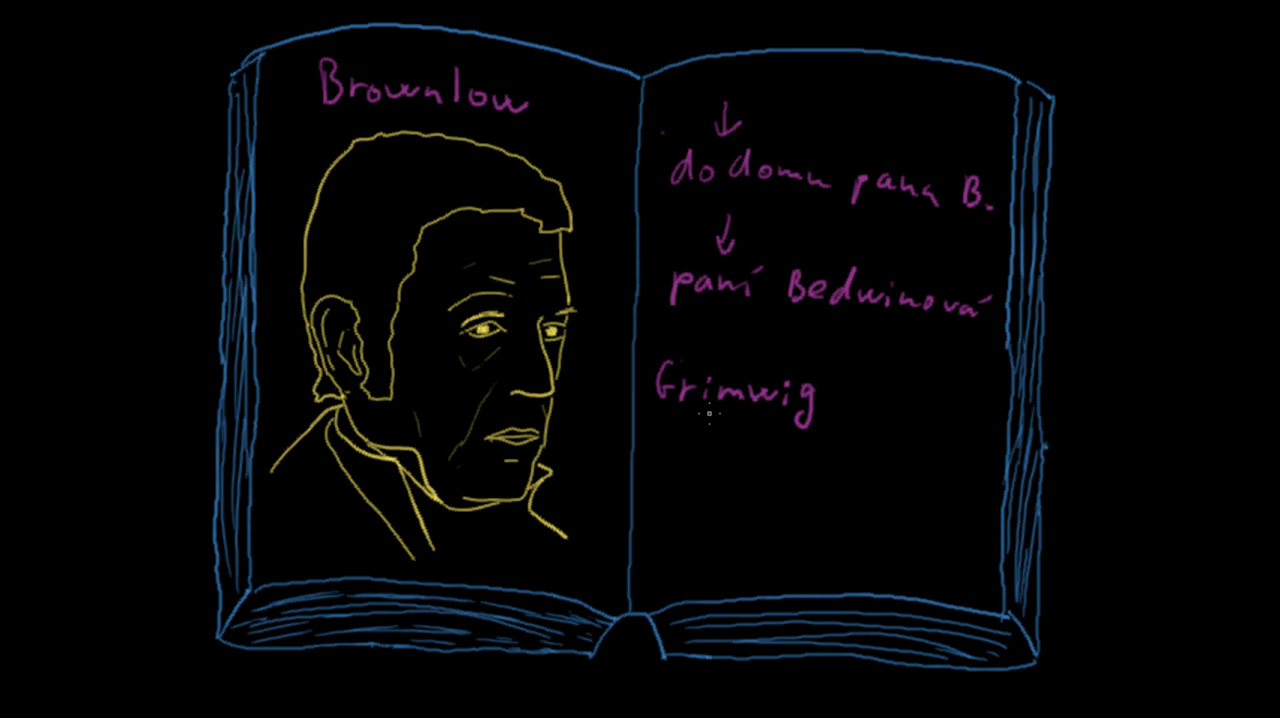 Brownlow
↓
do domu pana B.
↓
paní Bedwinová
Grimwig